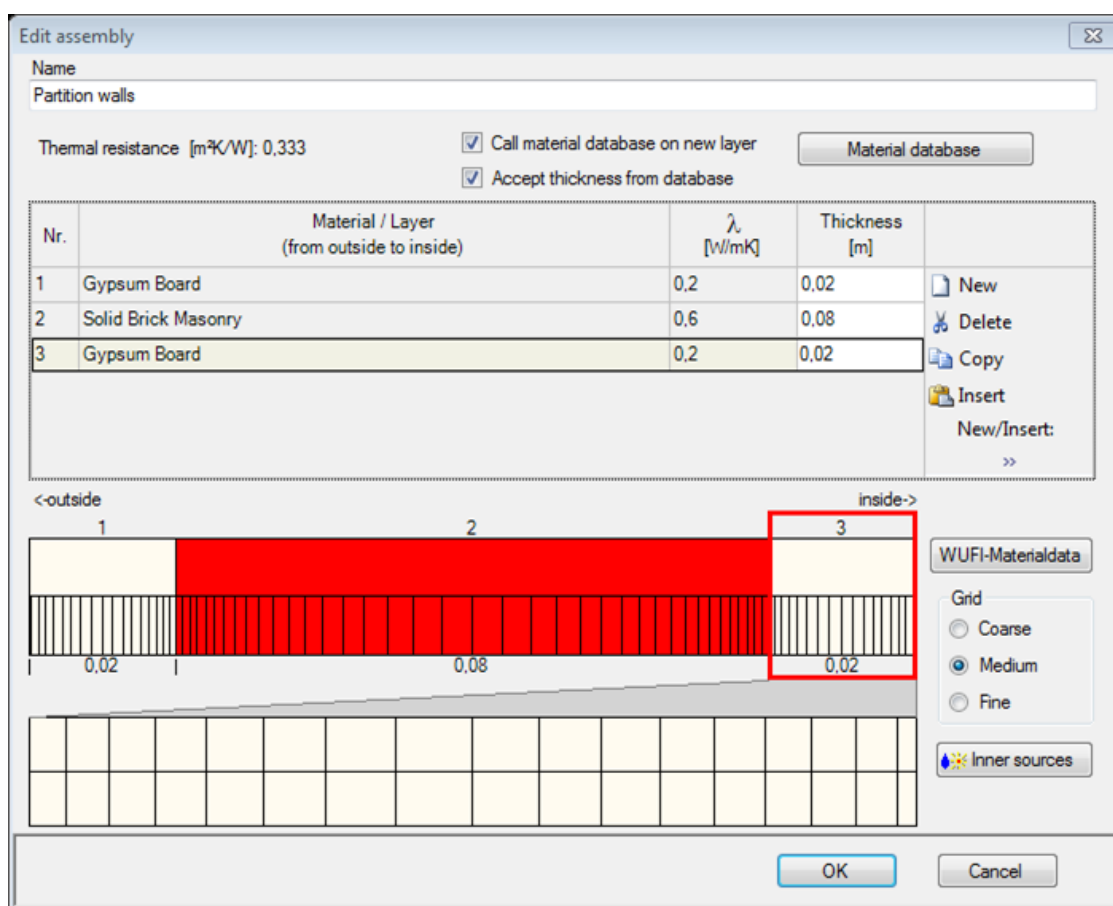 Edit assembly
Name
Partition walls
Thermal resistance [m²K/W]: 0,333
Call material database on new layer
Material database
Accept thickness from database
Nr.
Material / Layer
(from outside to inside)
λ
[W/mK]
Thickness
[m]
1 Gypsum Board 0,2 0,02
New
2 Solid Brick Masonry 0,6 0,08
Delete
3 Gypsum Board 0,2 0,02
Copy
Insert
New/Insert:
>>
<-outside inside->
1 2 3
WUFI-Materialdata
Grid
Coarse
0,02 0,08 0,02
Medium
Fine
Inner sources
OK Cancel